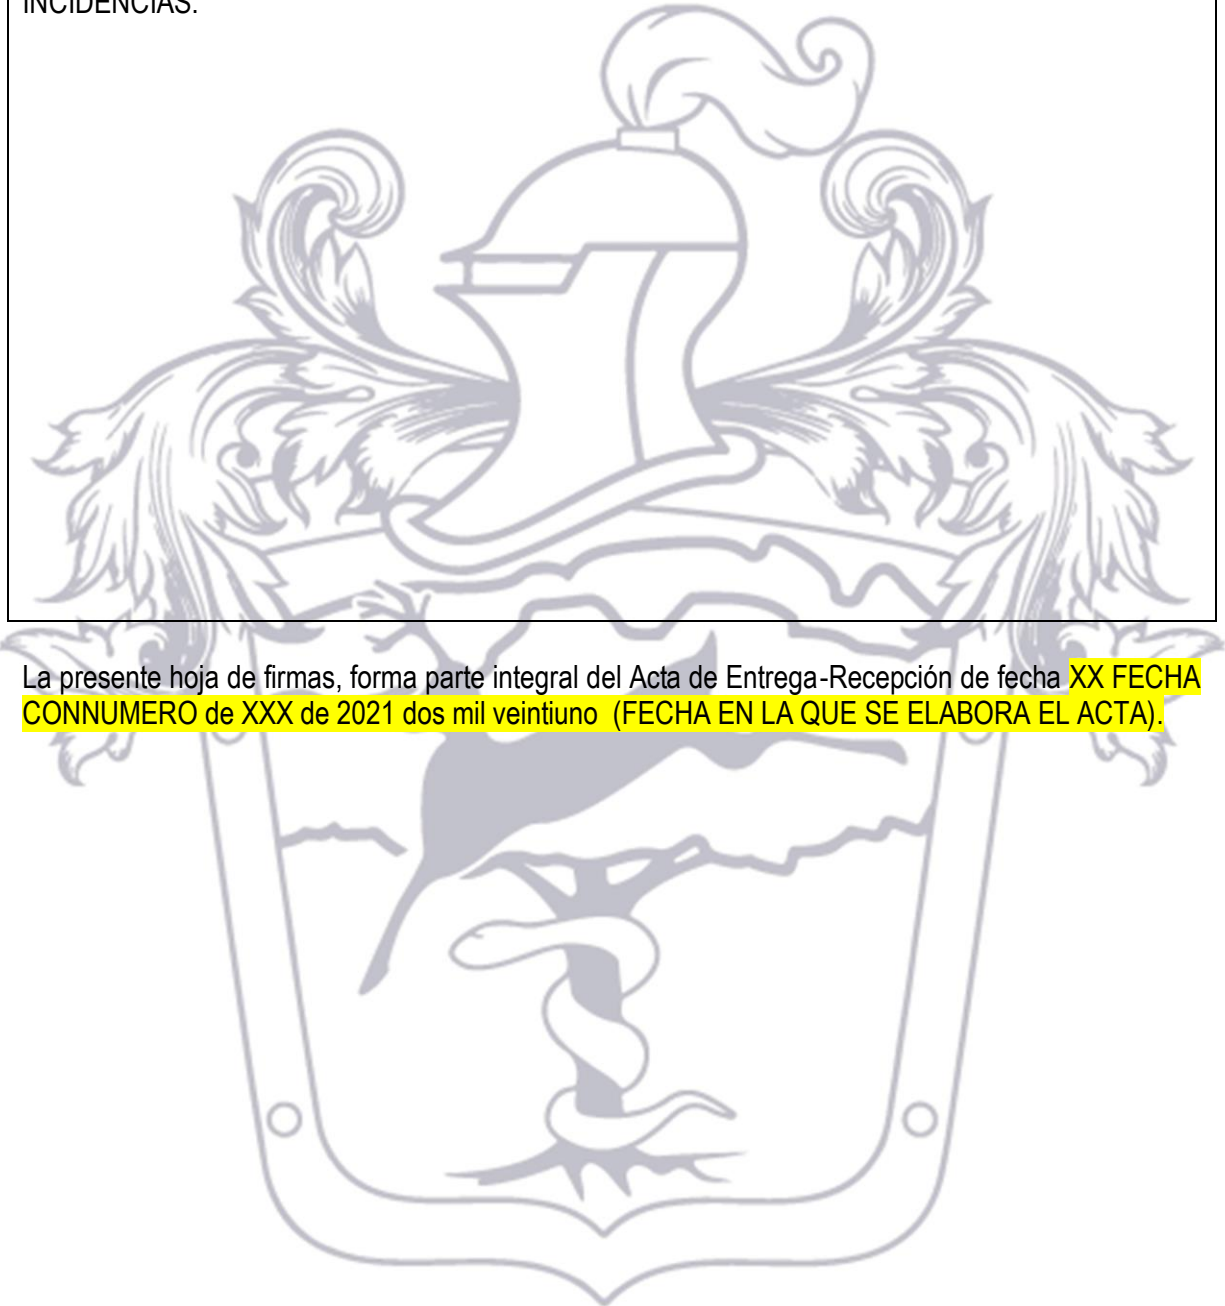 INCIDENCIAS:
La presente hoja de firmas, forma parte integral del Acta de Entrega-Recepción de fecha XX FECHA
CONNUMERO de XXX de 2021 dos mil veintiuno (FECHA EN LA QUE SE ELABORA EL ACTA).